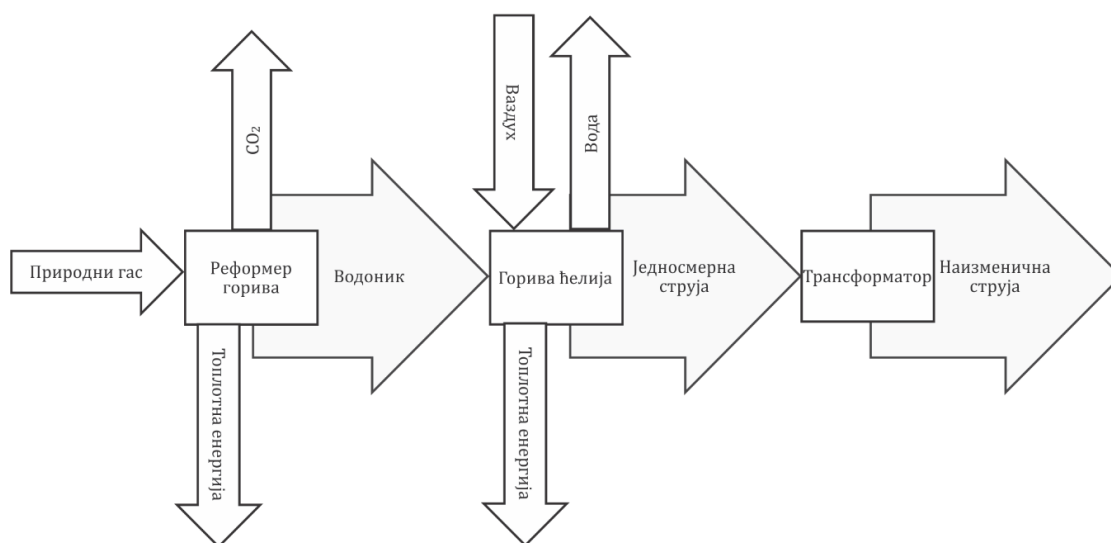 CO₂
Ваздух
Вода
Природни гас
Реформер
горива
Водоник
Горива ћелија
Једносмерна
струја
Трансформатор
Наизменична
струја
Топлотна енергија
Топлотна енергија